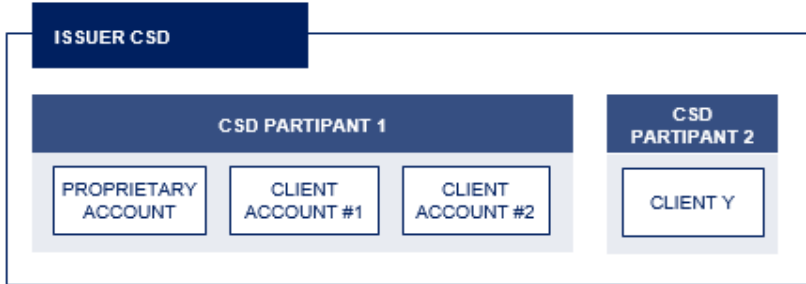 ISSUER CSD
CSD PARTIPANT 1
CSD
PARTIPANT 2
PROPRIETARY
ACCOUNT
CLIENT
ACCOUNT #1
CLIENT
ACCOUNT #2
CLIENT Y